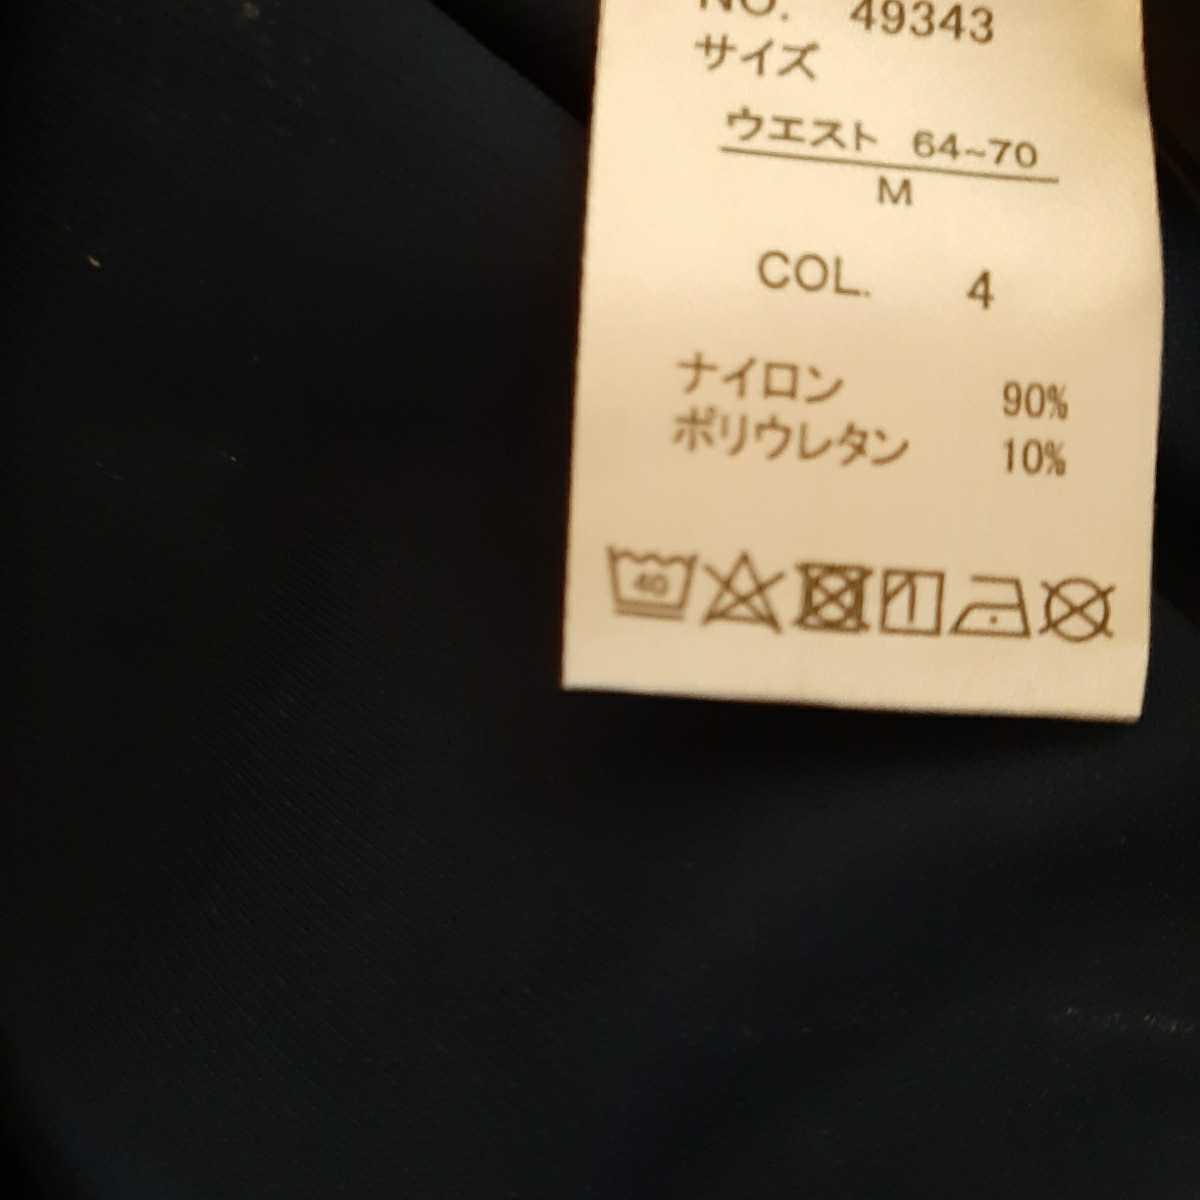 NO. 49343
サイズ
ウエスト 64~70
M
COL. 4
ナイロン 90%
ポリウレタン 10%
40